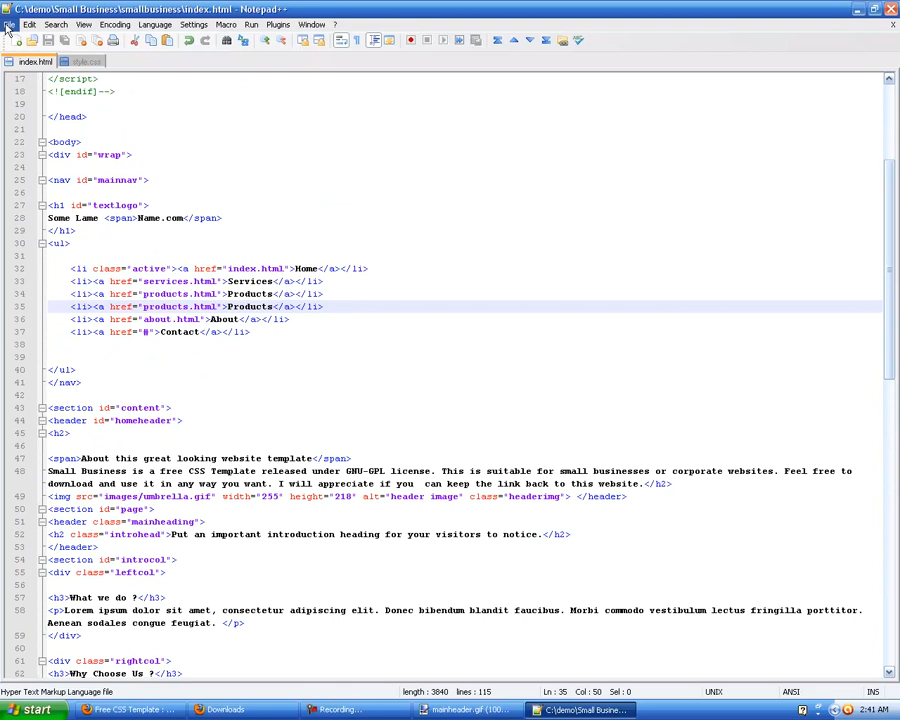 C:\demo\Small Business\smallbusiness\index.html - Notepad++
File Edit Search View Encoding Language Settings Macro Run Plugins Window ? X
index.html style.css
17 </script>
18 <![endif]-->
19
20 </head>
21
22 <body>
23 <div id="wrap">
24
25 <nav id="mainnav">
26
27 <h1 id="textlogo">
28 Some Lame <span>Name.com</span>
29 </h1>
30 <ul>
31
32 <li class="active"><a href="index.html">Home</a></li>
33 <li><a href="services.html">Services</a></li>
34 <li><a href="products.html">Products</a></li>
35 <li><a href="products.html">Products</a></li>
36 <li><a href="about.html">About</a></li>
37 <li><a href="#">Contact</a></li>
38
39
40 </ul>
41 </nav>
42
43 <section id="content">
44 <header id="homeheader">
45 <h2>
46
47 <span>About this great looking website template</span>
48 Small Business is a free CSS Template released under GNU-GPL license. This is suitable for small businesses or corporate websites. Feel free to
download and use it in any way you want. I will appreciate if you can keep the link back to this website.</h2>
49 <img src="images/umbrella.gif" width="255" height="218" alt="header image" class="headerimg"> </header>
50 <section id="page">
51 <header class="mainheading">
52 <h2 class="introhead">Put an important introduction heading for your visitors to notice.</h2>
53 </header>
54 <section id="introcol">
55 <div class="leftcol">
56
57 <h3>What we do ?</h3>
58 <p>Lorem ipsum dolor sit amet, consectetur adipiscing elit. Donec bibendum blandit faucibus. Morbi commodo vestibulum lectus fringilla porttitor.
Aenean sodales congue feugiat. </p>
59 </div>
60
61 <div class="rightcol">
62 <h3>Why Choose Us ?</h3>
Hyper Text Markup Language file length : 3840 lines : 115 Ln : 35 Col : 50 Sel : 0 UNIX ANSI INS
start Free CSS Template : ... Downloads Recording... mainheader.gif (100... C:\demo\Small Busine... 2:41 AM